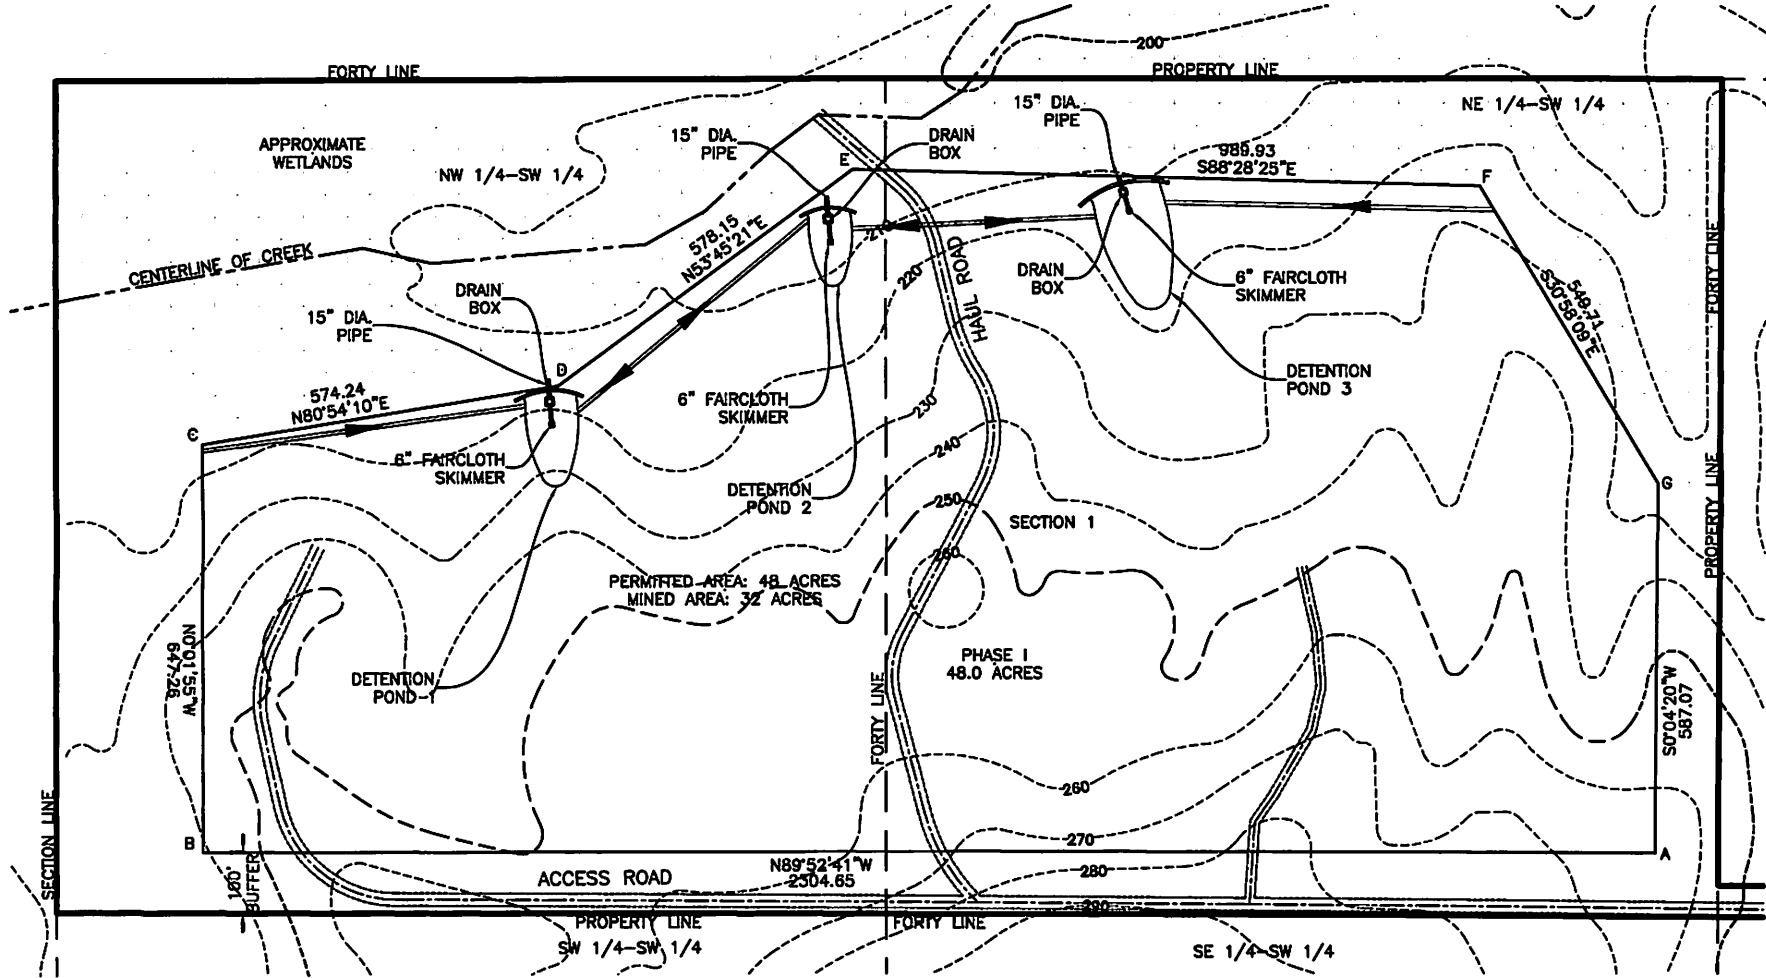 200
FORTY LINE
PROPERTY LINE
15" DIA.
PIPE
NE 1/4-SW 1/4
APPROXIMATE
WETLANDS
NW 1/4-SW 1/4
15" DIA.
PIPE
E
DRAIN
BOX
989.93
S88°28'25"E
F
CENTERLINE OF CREEK
578.15
N53°45'21"E
210
220
HAUL ROAD
DRAIN
BOX
6" FAIRCLOTH
SKIMMER
549.71
S30°58'09"E
FORTY LINE
DRAIN
BOX
15" DIA.
PIPE
D
574.24
N80°54'10"E
C
6" FAIRCLOTH
SKIMMER
DETENTION
POND 3
230
240
6" FAIRCLOTH
SKIMMER
DETENTION
POND 2
250
SECTION 1
G
PROPERTY LINE
260
PERMITTED AREA: 48 ACRES
MINED AREA: 32 ACRES
N0°01'55"W
647.26
DETENTION
POND-1
PHASE I
48.0 ACRES
FORTY LINE
S0°04'20"W
587.07
260
SECTION LINE
B
100'
BUFFER
270
A
N89°52'41"W
2304.65
ACCESS ROAD
280
290
PROPERTY LINE
FORTY LINE
SW 1/4-SW 1/4
SE 1/4-SW 1/4